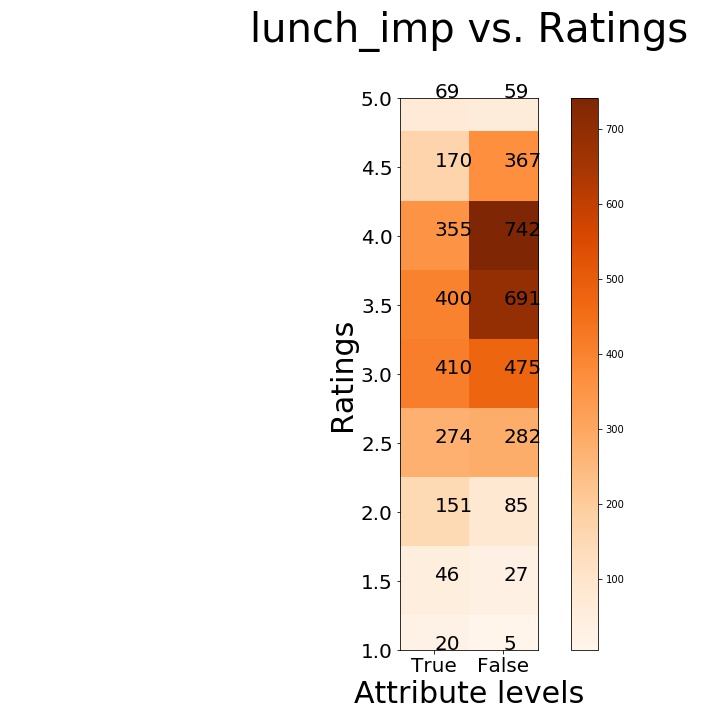 lunch_imp vs. Ratings
5.0 69 59
4.5 170 367
4.0 355 742
3.5 400 691
3.0 410 475
2.5 274 282
2.0 151 85
1.5 46 27
1.0 20 5
True False
Attribute levels
Ratings
700
600
500
400
300
200
100